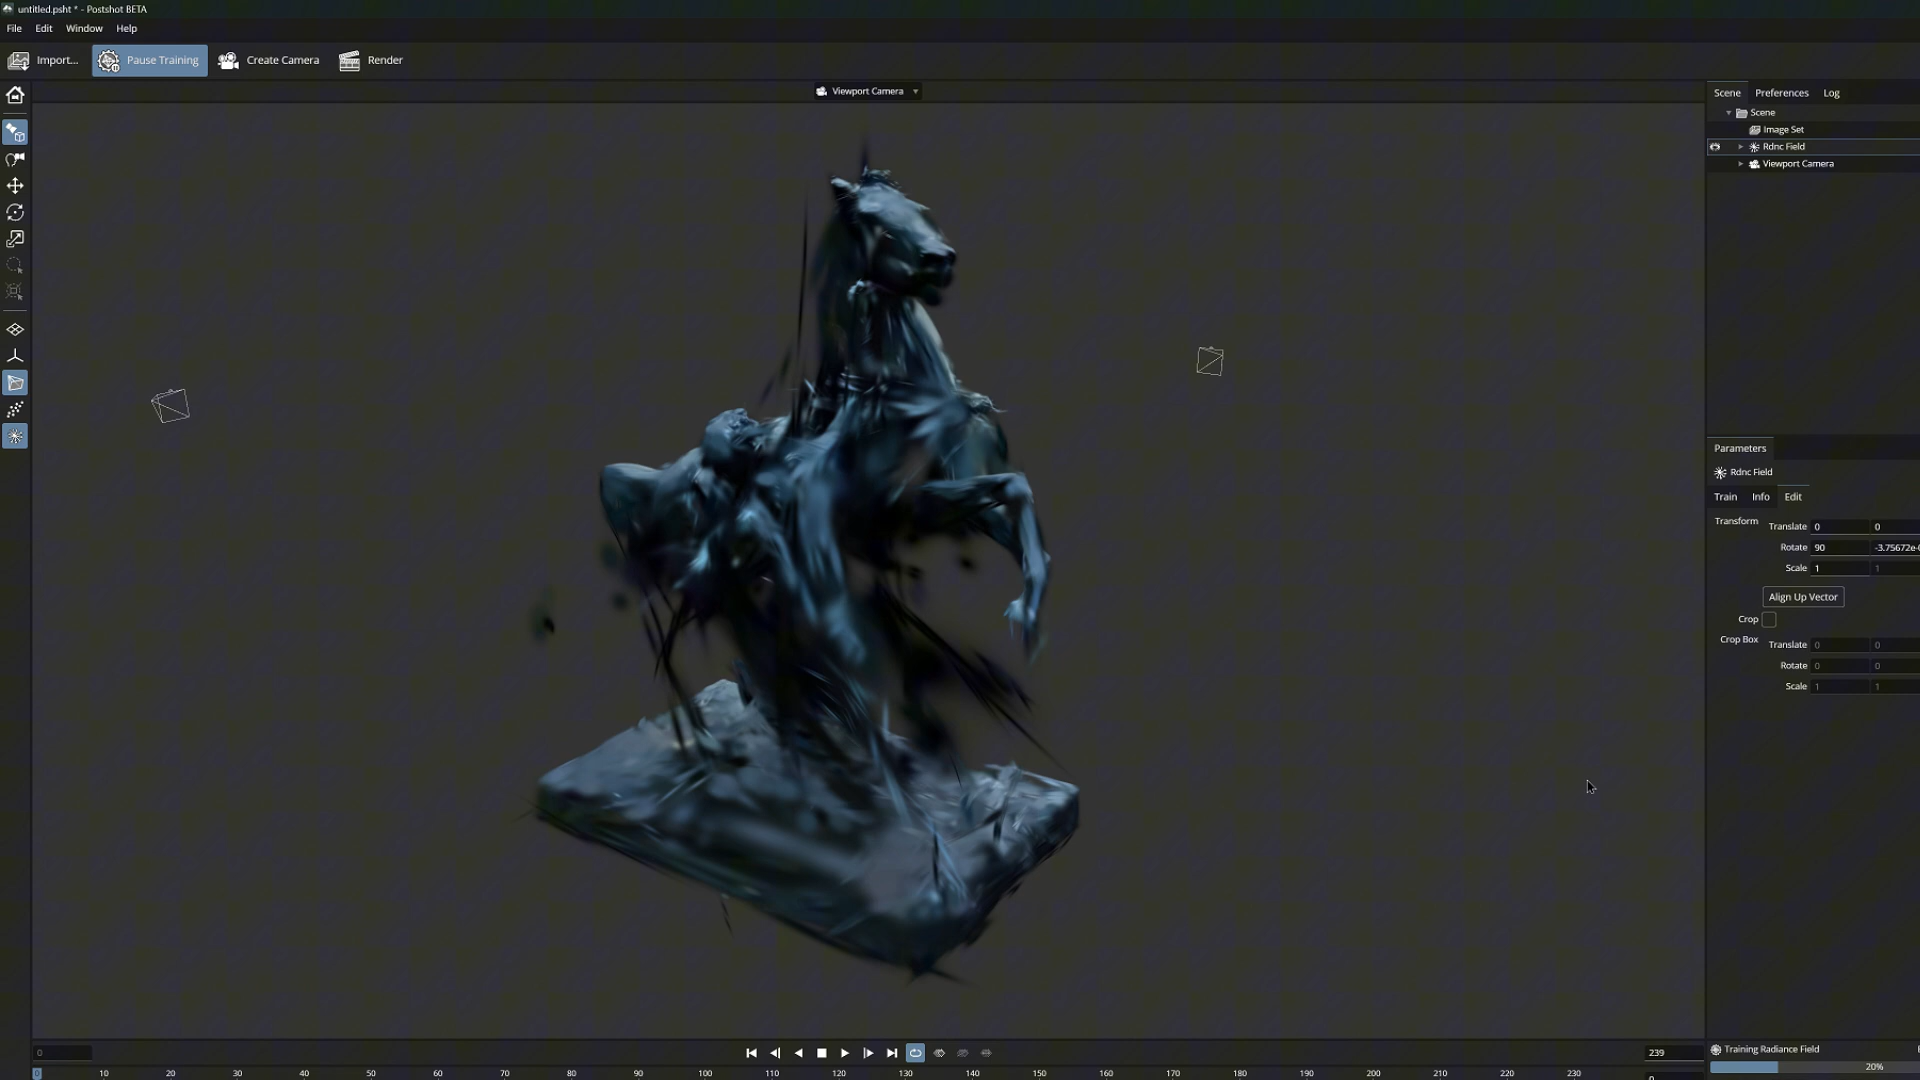 untitled.psht * - Postshot BETA
File Edit Window Help
Import... Pause Training Create Camera Render
Viewport Camera
Scene Preferences Log
Scene
Image Set
Rdnc Field
Viewport Camera
Parameters
Rdnc Field
Train Info Edit
Transform Translate 0 0
Rotate 90 -3.75672e-
Scale 1 1
Align Up Vector
Crop
Crop Box Translate 0 0
Rotate 0 0
Scale 1 1
0 239
Training Radiance Field
20%
0 10 20 30 40 50 60 70 80 90 100 110 120 130 140 150 160 170 180 190 200 210 220 230